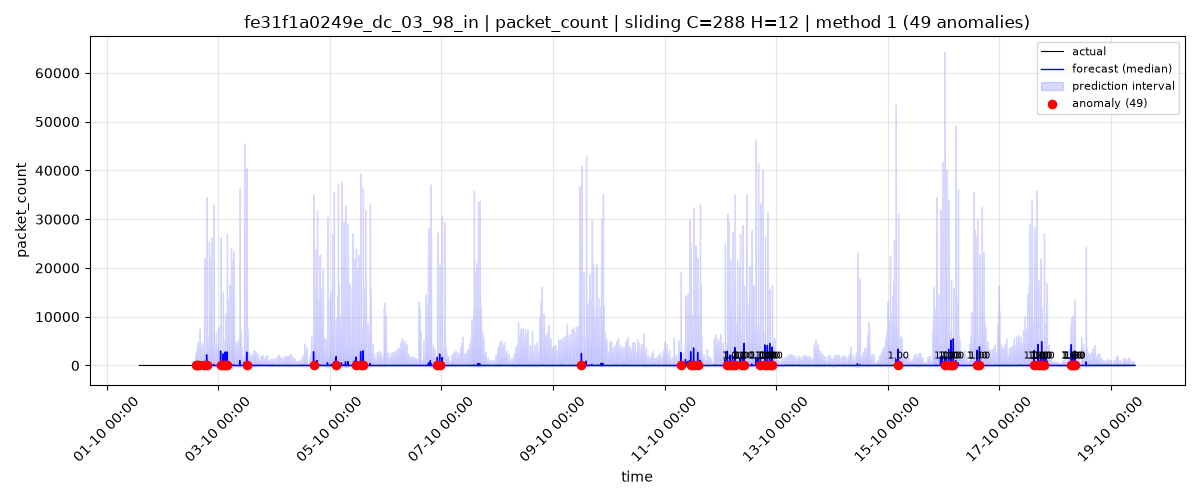 fe31f1a0249e_dc_03_98_in | packet_count | sliding C=288 H=12 | method 1 (49 anomalies)
actual
forecast (median)
prediction interval
anomaly (49)
packet_count
60000
50000
40000
30000
20000
10000
0
1.00
01-10 00:00
03-10 00:00
05-10 00:00
07-10 00:00
09-10 00:00
11-10 00:00
13-10 00:00
15-10 00:00
17-10 00:00
19-10 00:00
time